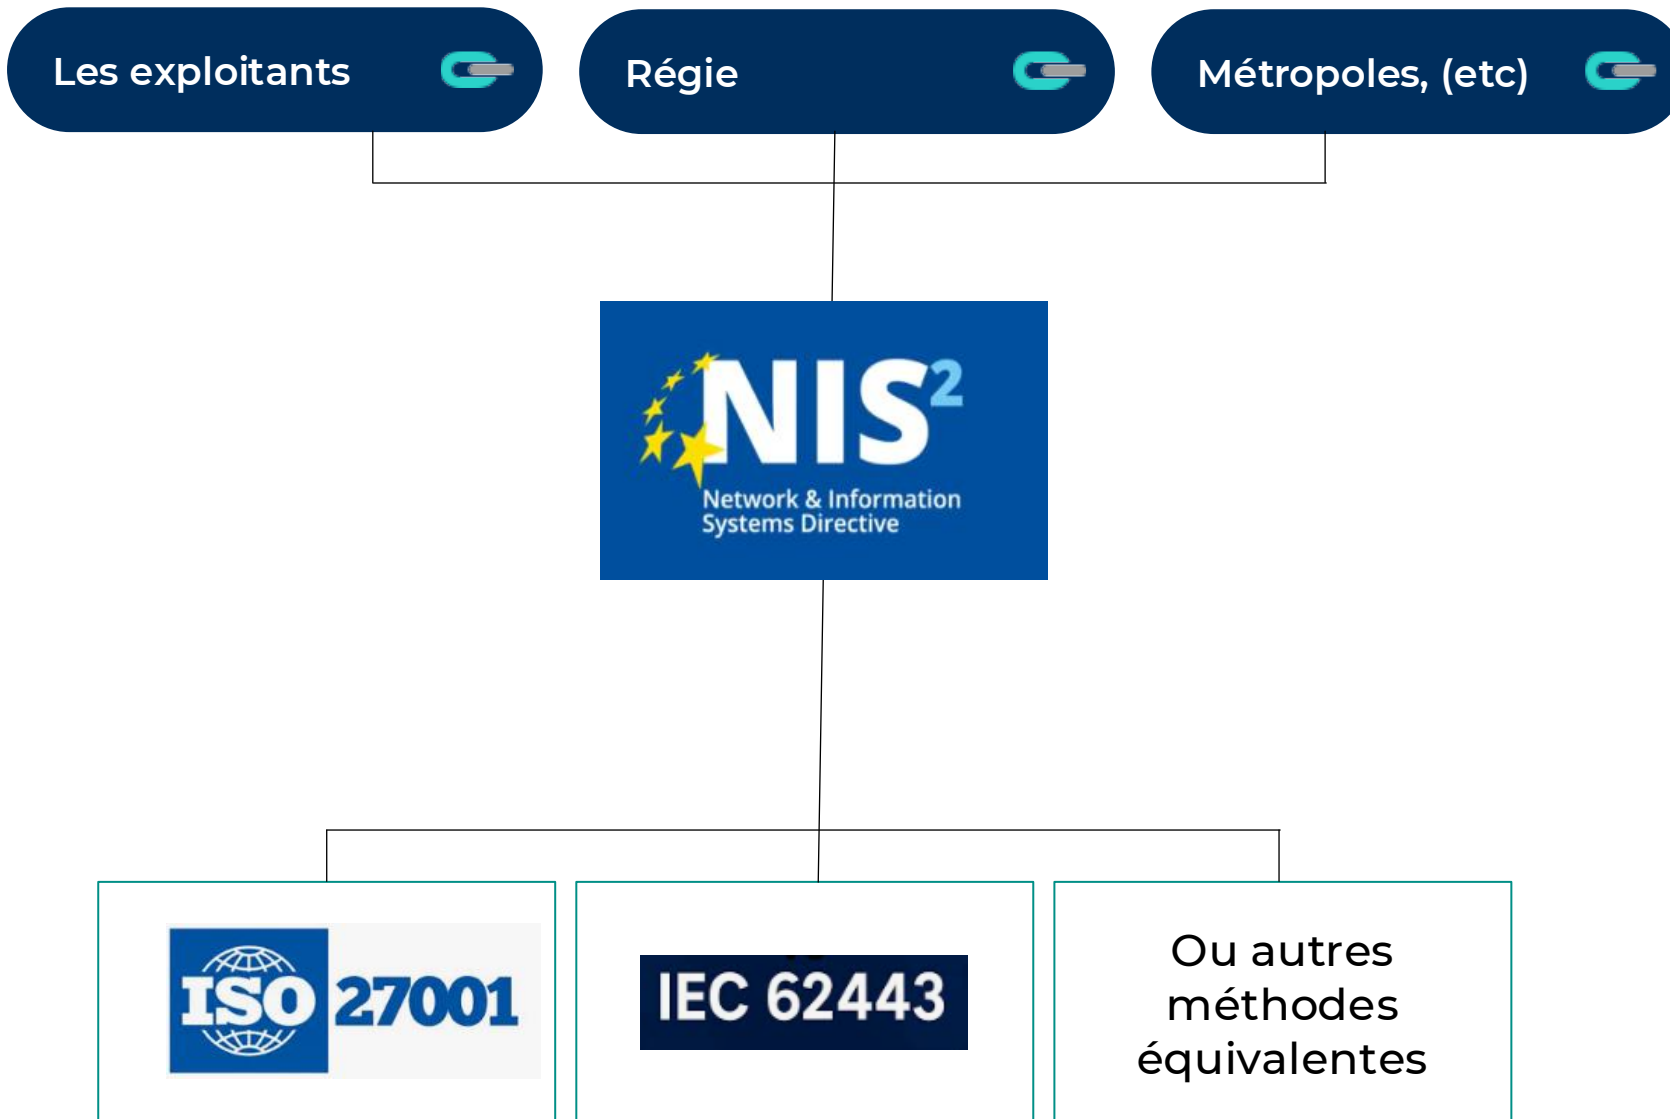 Les exploitants
Régie
Métropoles, (etc)
NIS²
Network & Information
Systems Directive
ISO 27001
IEC 62443
Ou autres
méthodes
équivalentes